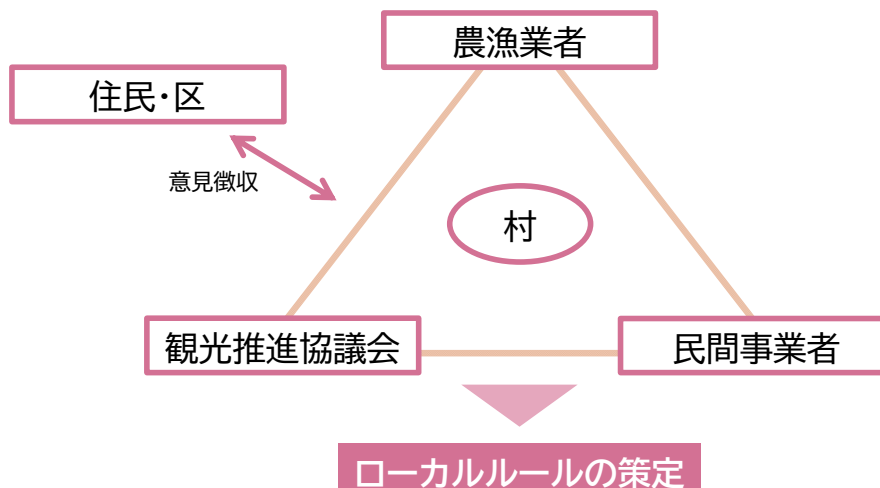 農漁業者
住民・区
意見徴収
村
観光推進協議会
民間事業者
ローカルルールの策定